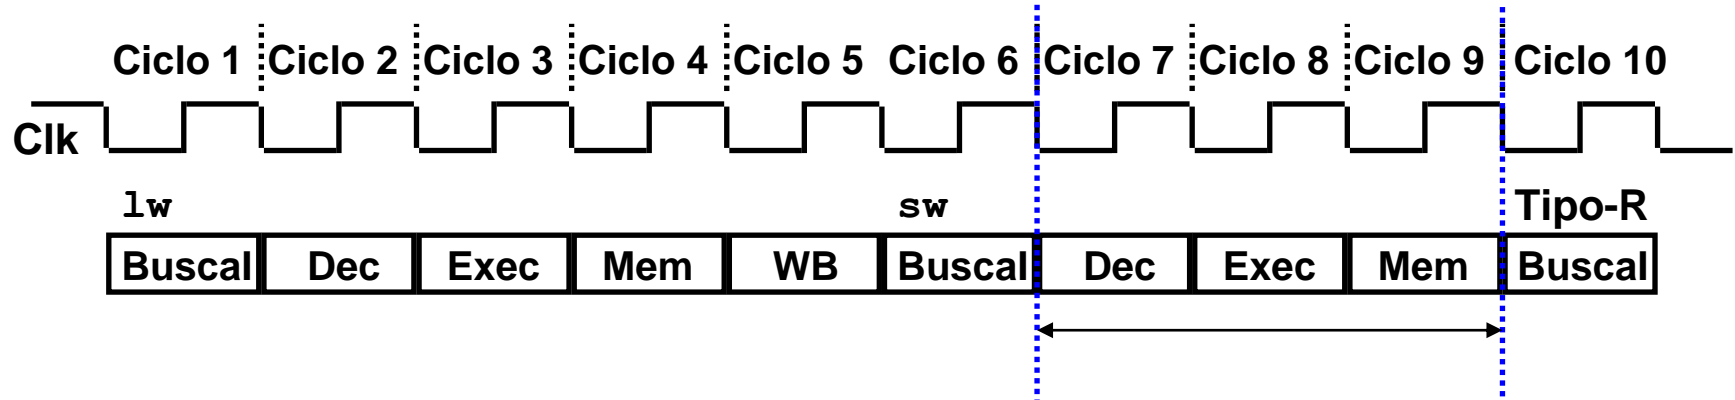 Ciclo 1 Ciclo 2 Ciclo 3 Ciclo 4 Ciclo 5 Ciclo 6 Ciclo 7 Ciclo 8 Ciclo 9 Ciclo 10
Clk
lw sw Tipo-R
BuscaI Dec Exec Mem WB BuscaI Dec Exec Mem BuscaI